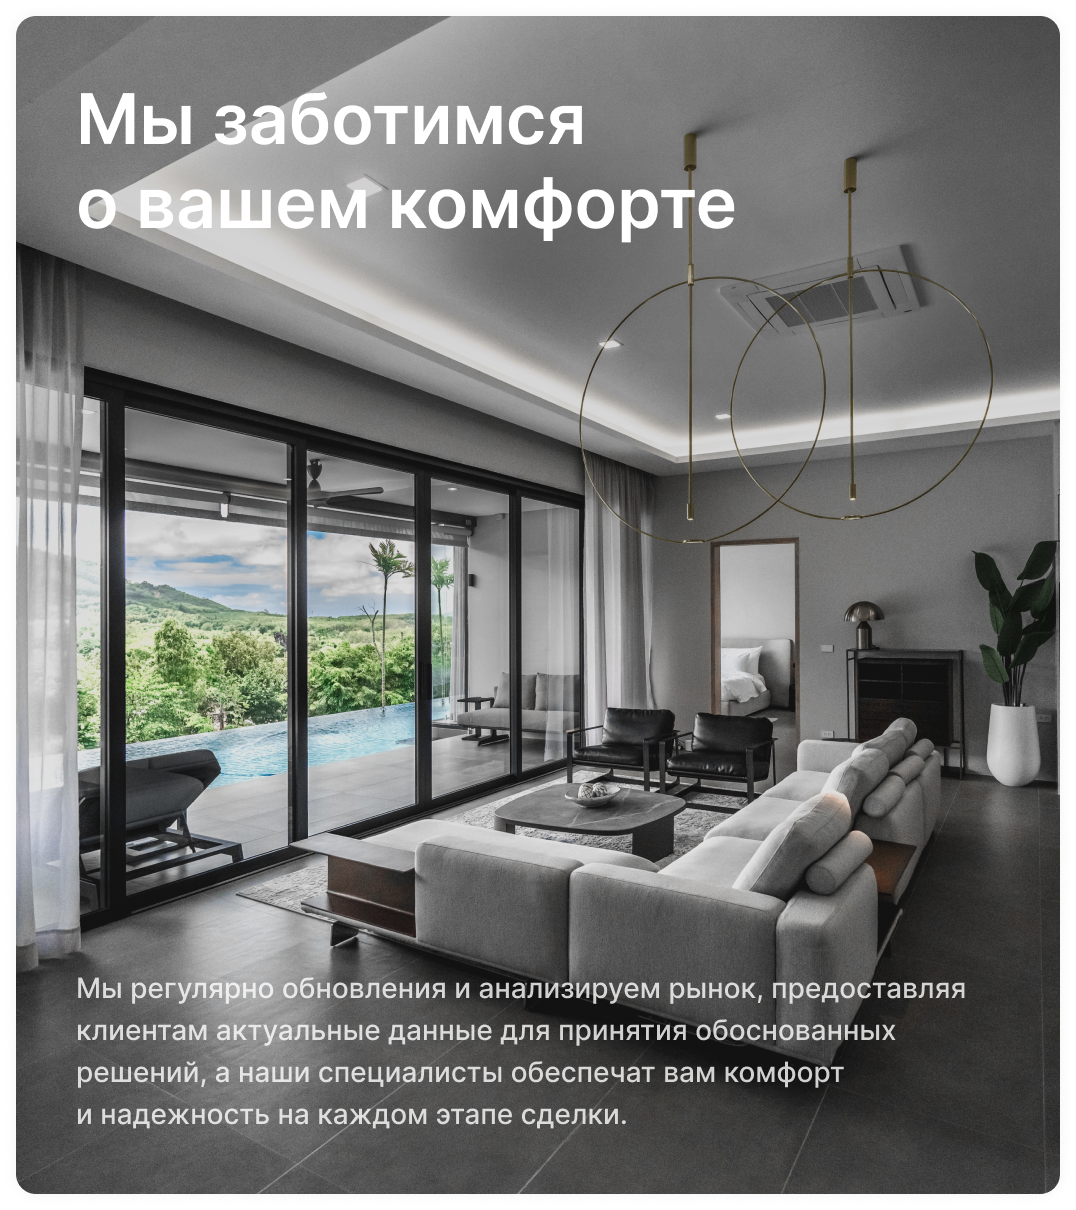 Мы заботимся
о вашем комфорте
Мы регулярно обновления и анализируем рынок, предоставляя
клиентам актуальные данные для принятия обоснованных
решений, а наши специалисты обеспечат вам комфорт
и надежность на каждом этапе сделки.